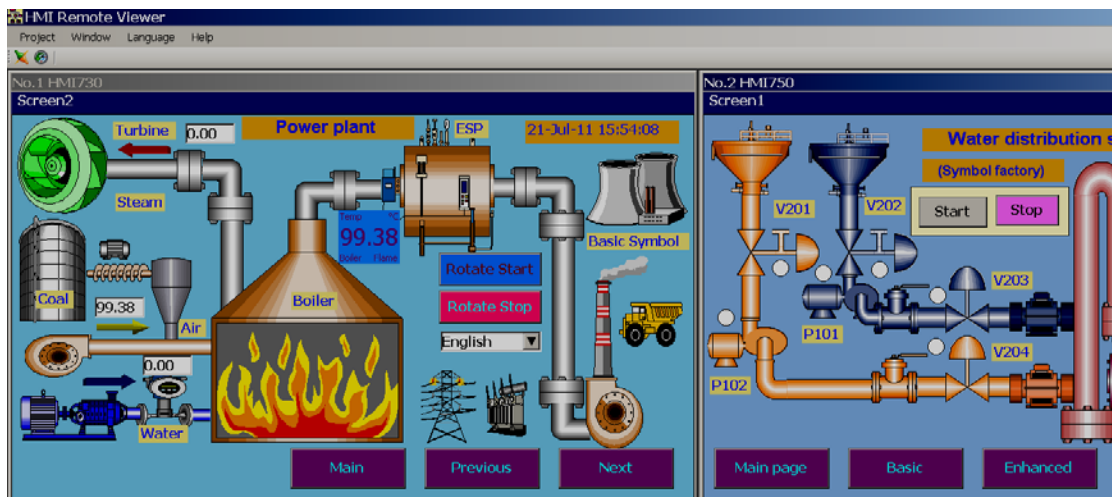 HMI Remote Viewer
Project Window Language Help
No.1 HMI730
Screen2
Turbine 0.00
Power plant
ESP
21-Jul-11 15:54:08
Steam
Temp °C
99.38
Boiler Flame
Basic Symbol
Rotate Start
Coal
99.38
Boiler
Rotate Stop
Air
English
0.00
Water
Main
Previous
Next
No.2 HMI750
Screen1
Water distribution s
(Symbol factory)
V201
V202
Start
Stop
V203
P101
V204
P102
Main page
Basic
Enhanced